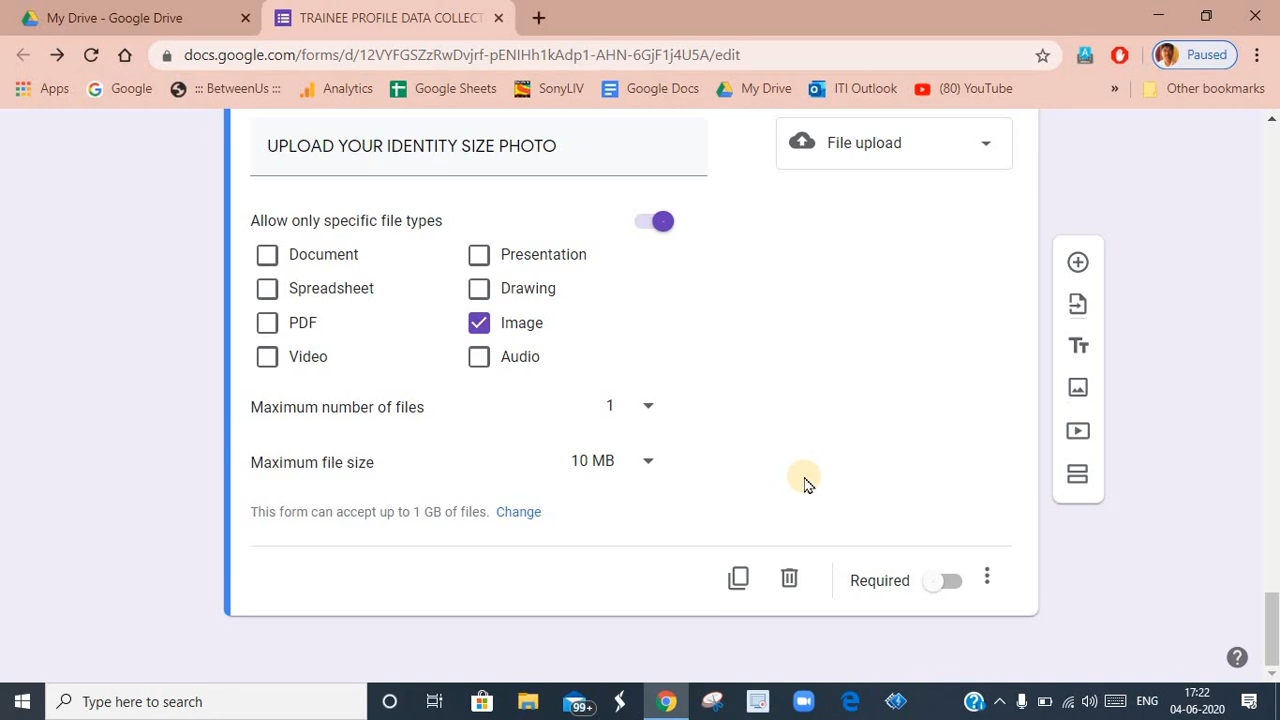 My Drive - Google Drive
TRAINEE PROFILE DATA COLLECT
docs.google.com/forms/d/12VYFGSZzRwDvjrf-pENIHh1kAdp1-AHN-6GjF1j4U5A/edit
Paused
Apps Google ::: BetweenUs ::: Analytics Google Sheets SonyLIV Google Docs My Drive ITI Outlook (80) YouTube » Other bookmarks
UPLOAD YOUR IDENTITY SIZE PHOTO
File upload
Allow only specific file types
Document Presentation
Spreadsheet Drawing
PDF Image
Video Audio
Maximum number of files 1
Maximum file size 10 MB
This form can accept up to 1 GB of files. Change
Required
Type here to search
99+
ENG
17:22
04-06-2020